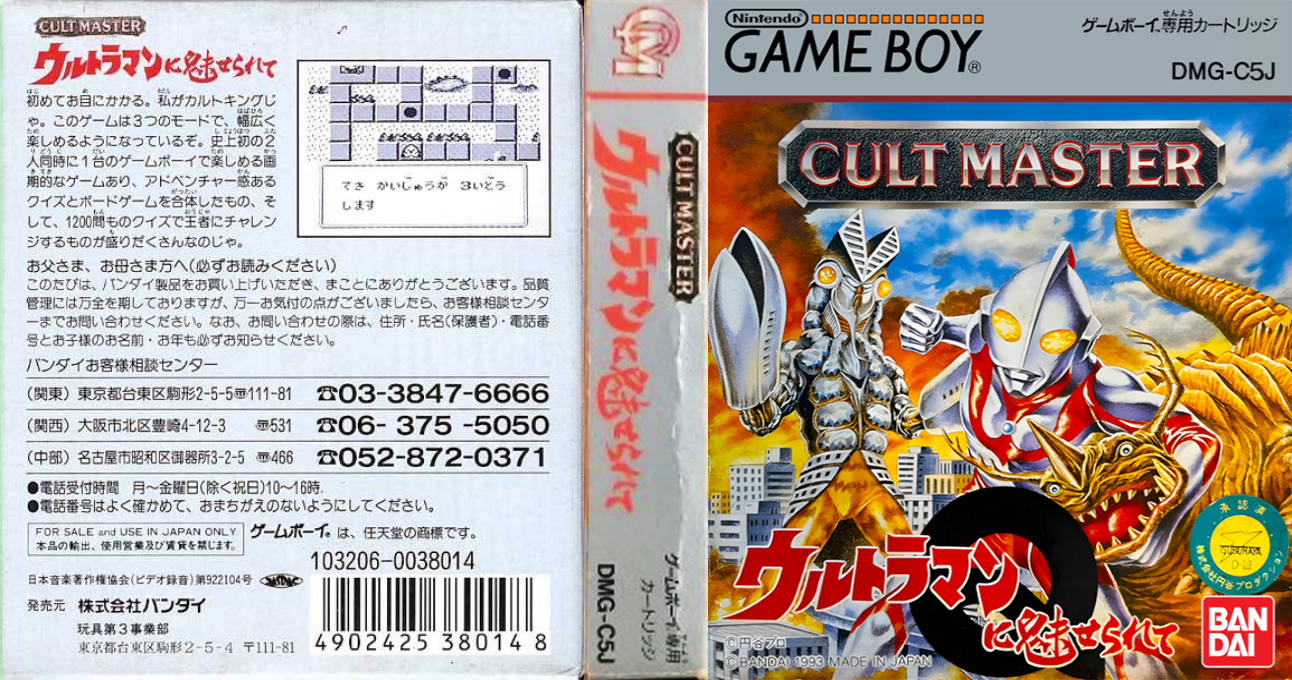 CULT MASTER
ウルトラマンに魅せられて
初めてお目にかかる。私がカルトキングじ
ゃ。このゲームは3つのモードで、幅広く
楽しめるようになっているぞ。史上初の2
人同時に1台のゲームボーイで楽しめる画
期的なゲームあり、アドベンチャー感ある
クイズとボードゲームを合体したもの、そ
して、1200問ものクイズで王者にチャレン
ジするものが盛りだくさんなのじゃ。
てき かいじゅうが 3いどう
します
お父さま、お母さま方へ(必ずお読みください)
このたびは、バンダイ製品をお買い上げいただき、まことにありがとうございます。品質
管理には万全を期しておりますが、万一お気付の点がございましたら、お客様相談センタ
ーまでお問い合わせください。なお、お問い合わせの際は、住所・氏名(保護者)・電話番
号とお子様のお名前・お年も必ずお知らせください。
バンダイお客様相談センター
(関東) 東京都台東区駒形2-5-5〠111-81 ☎03-3847-6666
(関西) 大阪市北区豊崎4-12-3 〠531 ☎06-375-5050
(中部) 名古屋市昭和区御器所3-2-5 〠466 ☎052-872-0371
●電話受付時間 月〜金曜日(除く祝日)10〜16時.
●電話番号はよく確かめて、おまちがえのないようにしてください。
FOR SALE and USE IN JAPAN ONLY
本品の輸出、使用営業及び賃貸を禁じます。
ゲームボーイ® は、任天堂の商標です。
103206-0038014
日本音楽著作権協会(ビデオ録音)第922104号 JASRAC
発売元 株式会社バンダイ
玩具第3事業部
東京都台東区駒形2-5-4 〒111-81
4902425 380148
CM
CULT MASTER
ウルトラマンに魅せられて
ゲームボーイ専用
カートリッジ
DMG-C5J
Nintendo
GAME BOY®
ゲームボーイ™専用カートリッジ
DMG-C5J
CULT MASTER
ウルトラマン
に魅せられて
承認済
TSUBURAYA
D証
株式会社円谷プロダクション
BAN
DAI
©円谷プロ
©BANDAI 1993 MADE IN JAPAN